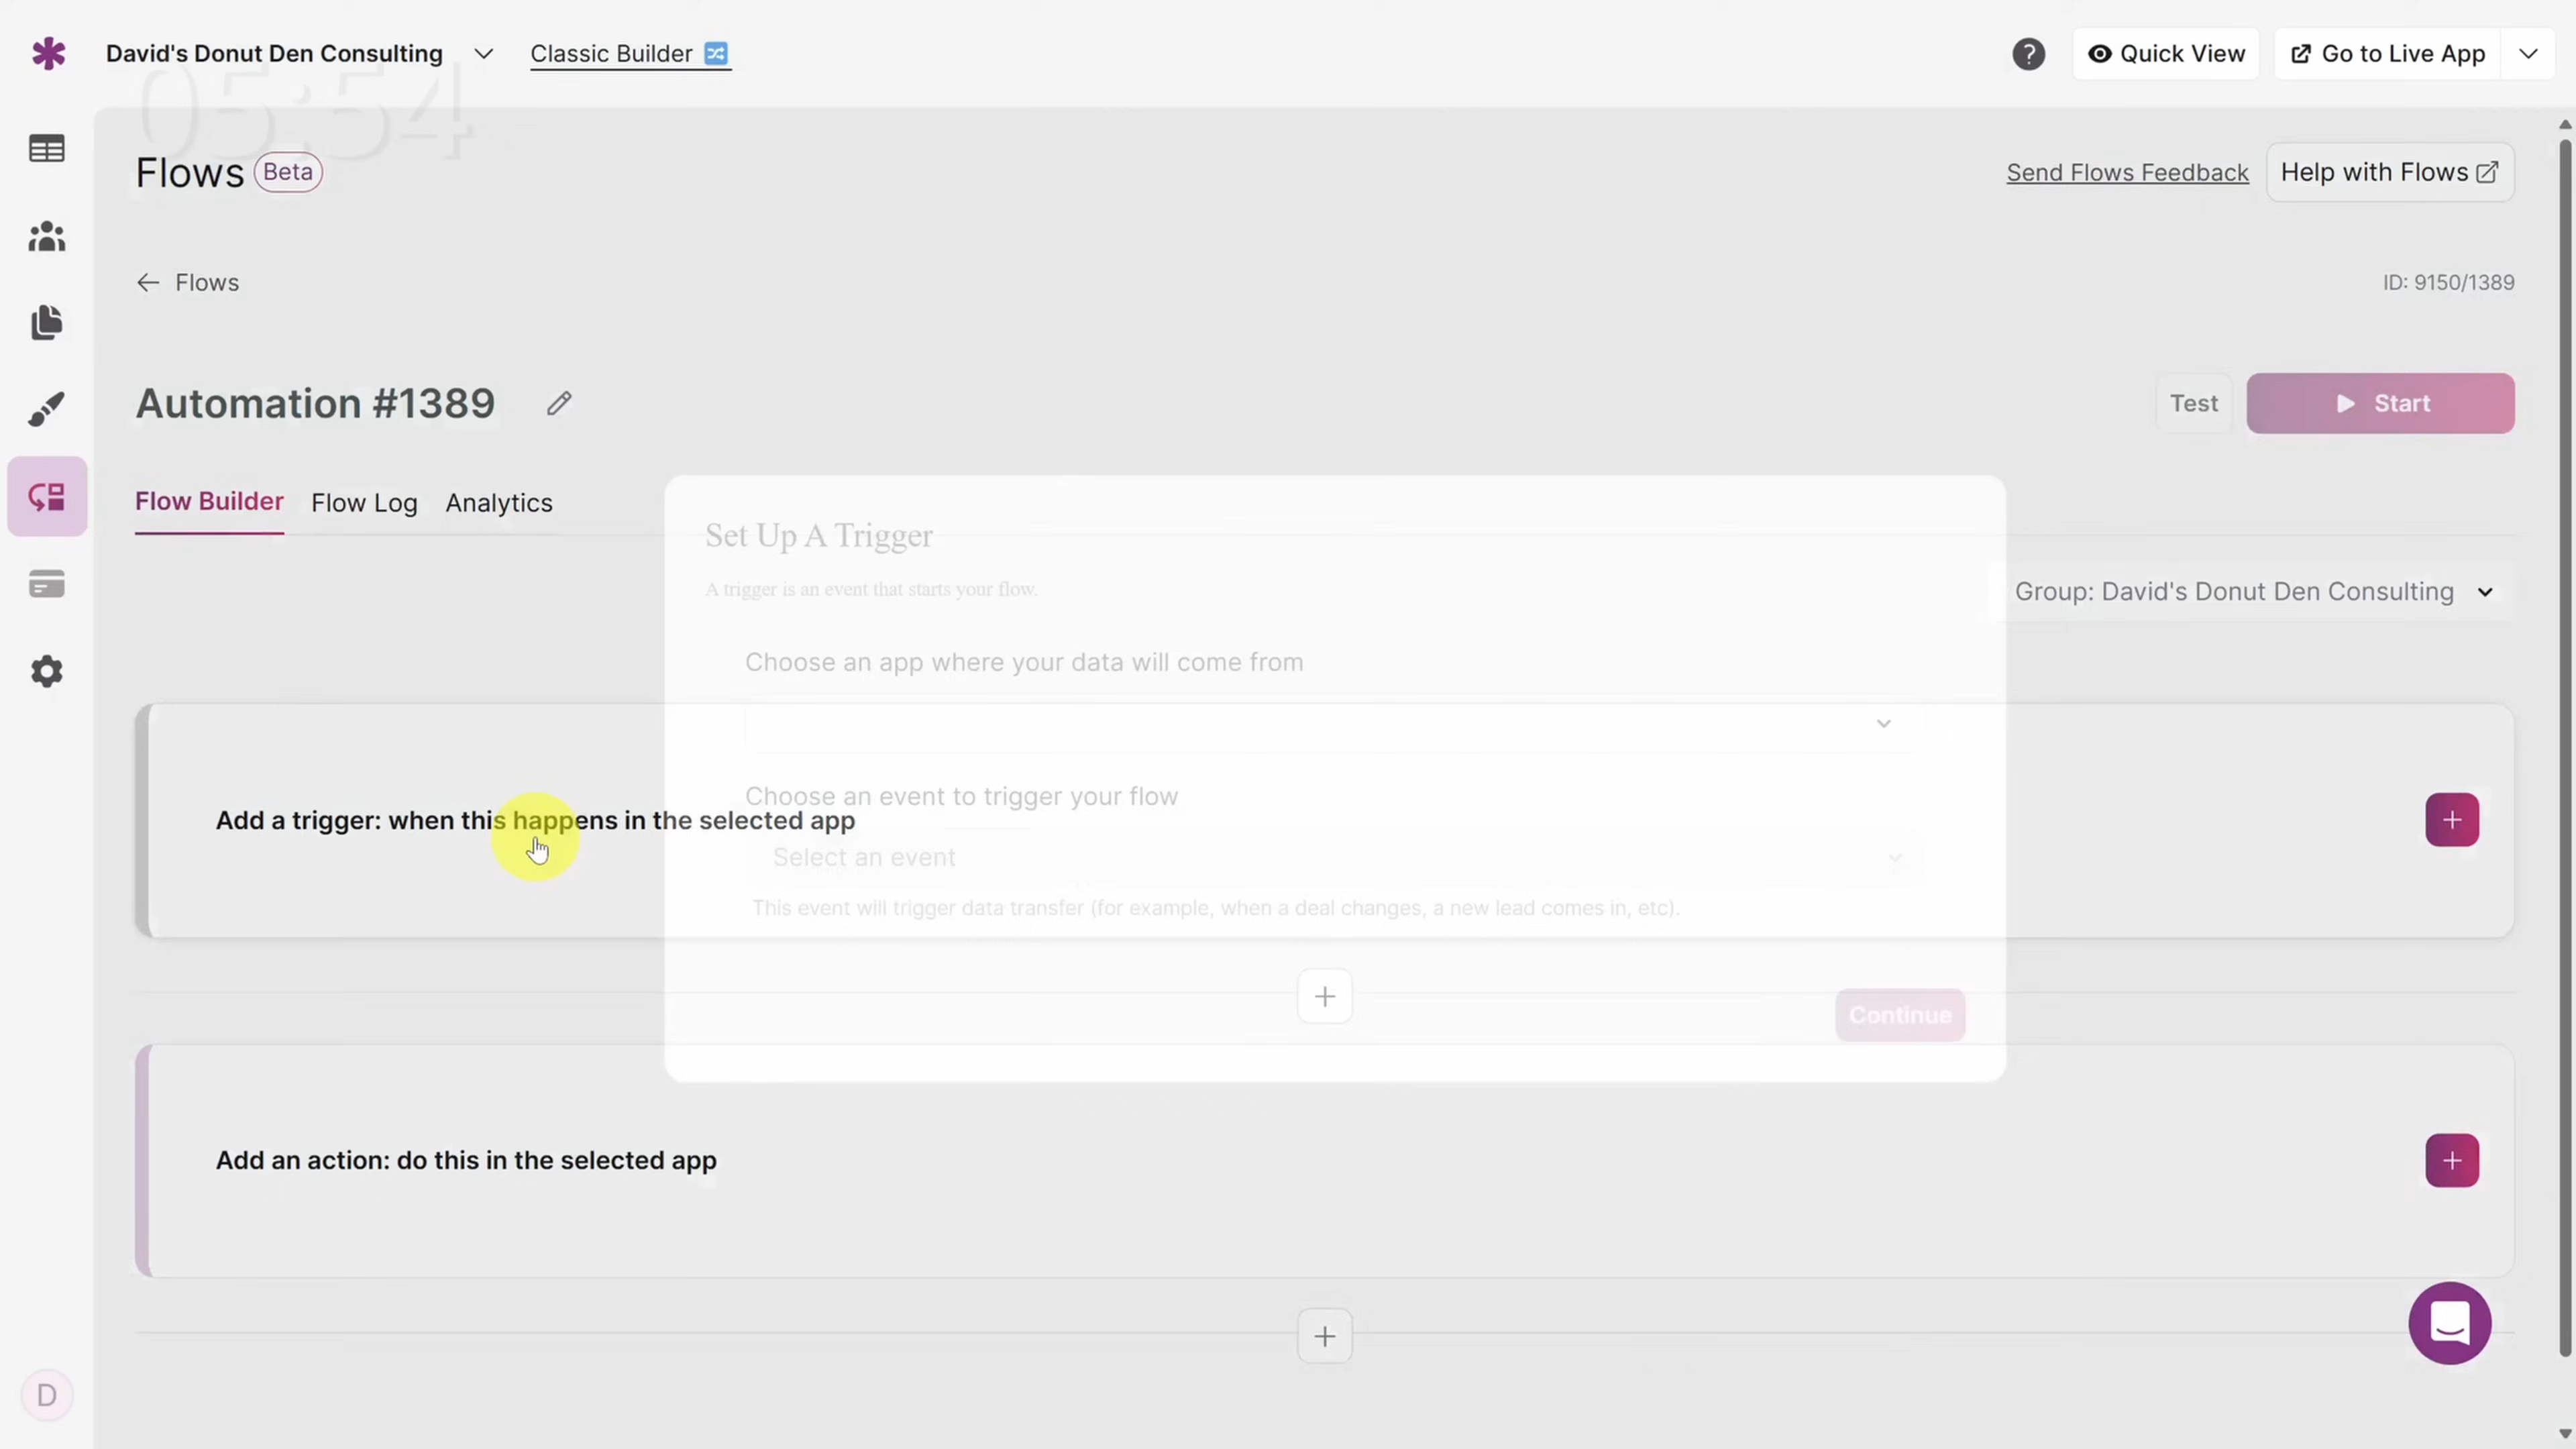 David's Donut Den Consulting
Classic Builder
Quick View
Go to Live App
05:54
Flows
Beta
Send Flows Feedback
Help with Flows
Flows
ID: 9150/1389
Automation #1389
Test
Start
Flow Builder
Flow Log
Analytics
Set Up A Trigger
A trigger is an event that starts your flow.
Group: David's Donut Den Consulting
Choose an app where your data will come from
Choose an event to trigger your flow
Add a trigger: when this happens in the selected app
Select an event
This event will trigger data transfer (for example, when a deal changes, a new lead comes in, etc).
Continue
Add an action: do this in the selected app
D